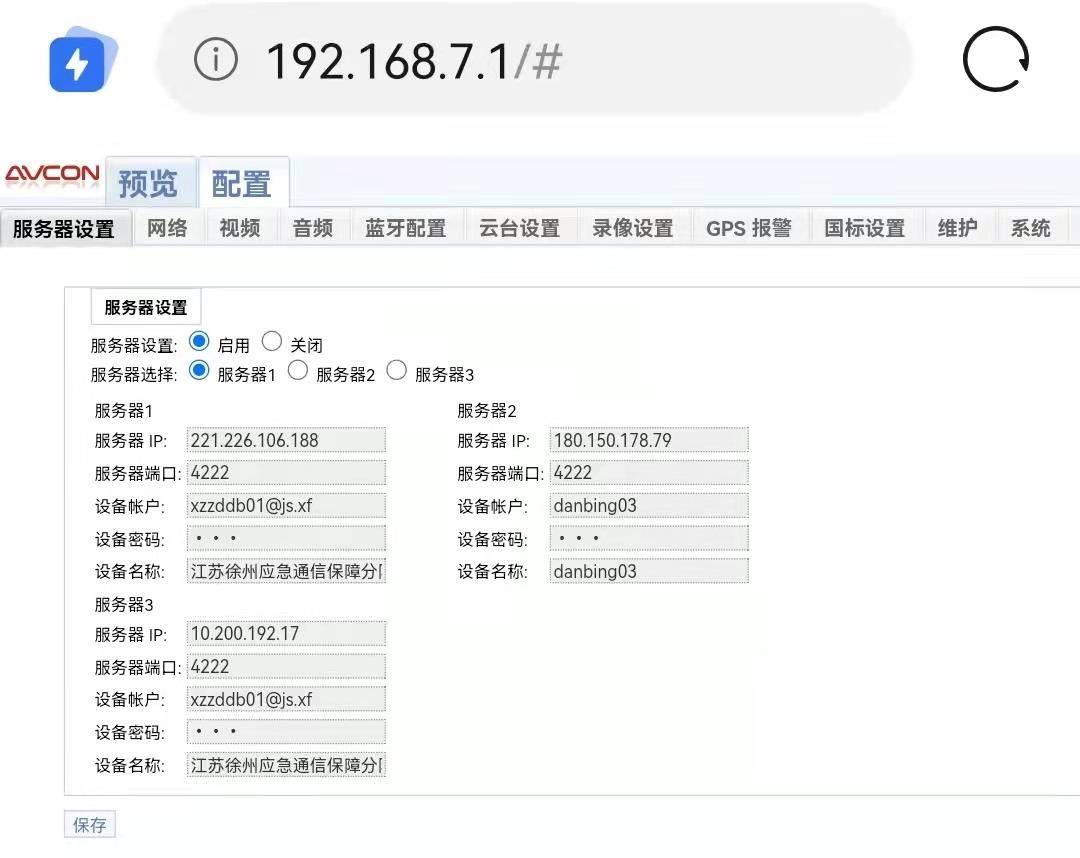 192.168.7.1/#
AVCON 预览 配置
服务器设置 网络 视频 音频 蓝牙配置 云台设置 录像设置 GPS 报警 国标设置 维护 系统
服务器设置
服务器设置: 启用 关闭
服务器选择: 服务器1 服务器2 服务器3
服务器1
服务器 IP: 221.226.106.188
服务器端口: 4222
设备帐户: xzzddb01@js.xf
设备密码: • • •
设备名称: 江苏徐州应急通信保障分
服务器2
服务器 IP: 180.150.178.79
服务器端口: 4222
设备帐户: danbing03
设备密码: • • •
设备名称: danbing03
服务器3
服务器 IP: 10.200.192.17
服务器端口: 4222
设备帐户: xzzddb01@js.xf
设备密码: • • •
设备名称: 江苏徐州应急通信保障分
保存